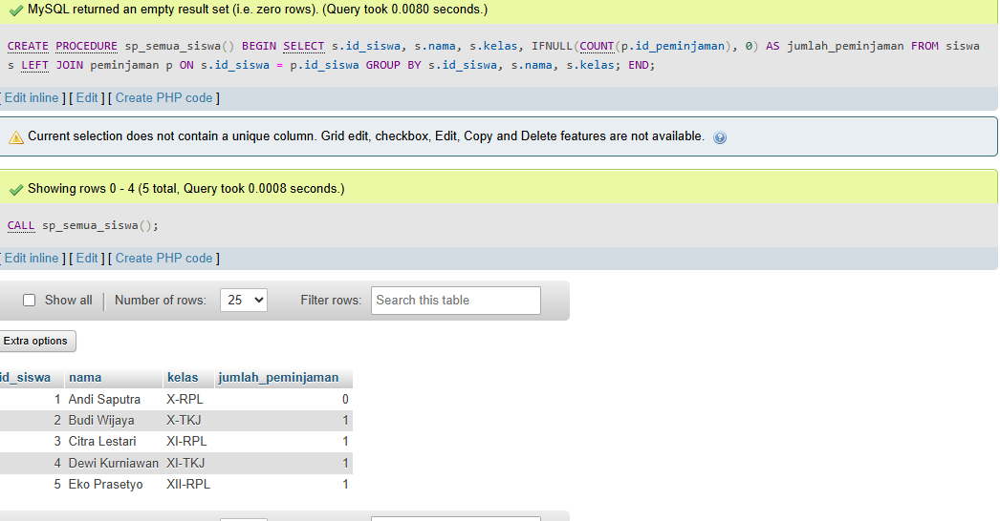 MySQL returned an empty result set (i.e. zero rows). (Query took 0.0080 seconds.)
CREATE PROCEDURE sp_semua_siswa() BEGIN SELECT s.id_siswa, s.nama, s.kelas, IFNULL(COUNT(p.id_peminjaman), 0) AS jumlah_peminjaman FROM siswa
s LEFT JOIN peminjaman p ON s.id_siswa = p.id_siswa GROUP BY s.id_siswa, s.nama, s.kelas; END;
[ Edit inline ] [ Edit ] [ Create PHP code ]
Current selection does not contain a unique column. Grid edit, checkbox, Edit, Copy and Delete features are not available.
Showing rows 0 - 4 (5 total, Query took 0.0008 seconds.)
CALL sp_semua_siswa();
[ Edit inline ] [ Edit ] [ Create PHP code ]
Show all | Number of rows: 25 Filter rows: Search this table
Extra options
id_siswa nama kelas jumlah_peminjaman
1 Andi Saputra X-RPL 0
2 Budi Wijaya X-TKJ 1
3 Citra Lestari XI-RPL 1
4 Dewi Kurniawan XI-TKJ 1
5 Eko Prasetyo XII-RPL 1